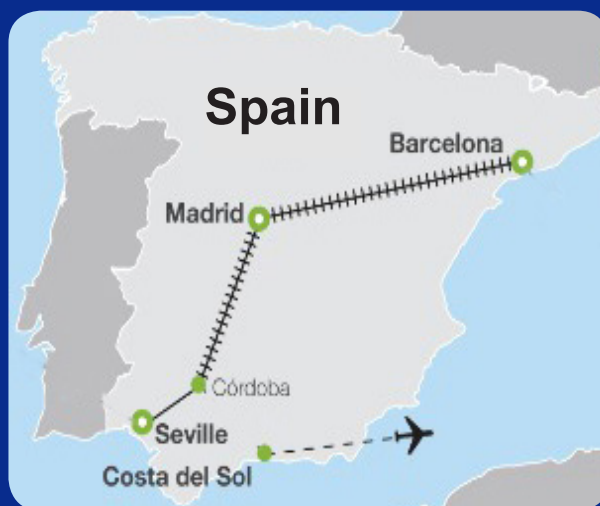 Spain
Barcelona
Madrid
Córdoba
Seville
Costa del Sol